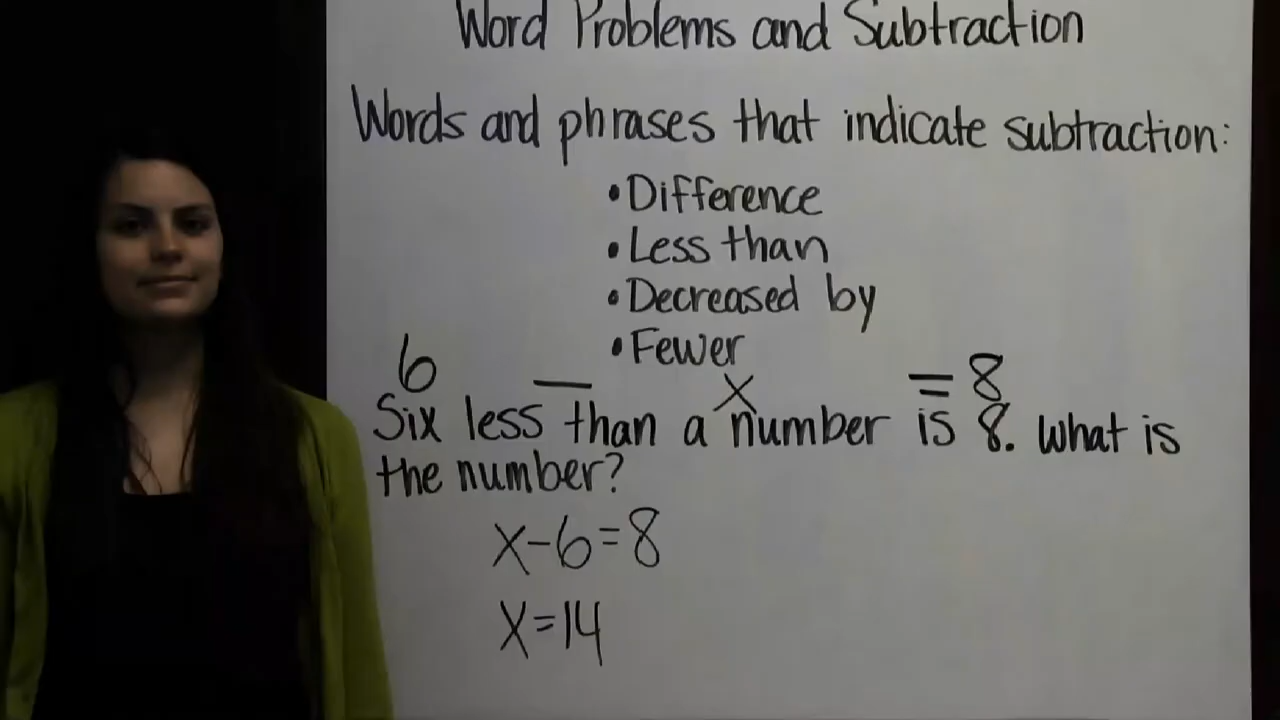 Word Problems and Subtraction
Words and phrases that indicate subtraction:
• Difference
• Less than
• Decreased by
• Fewer
6 — x = 8
Six less than a number is 8. What is
the number?
x-6=8
x=14